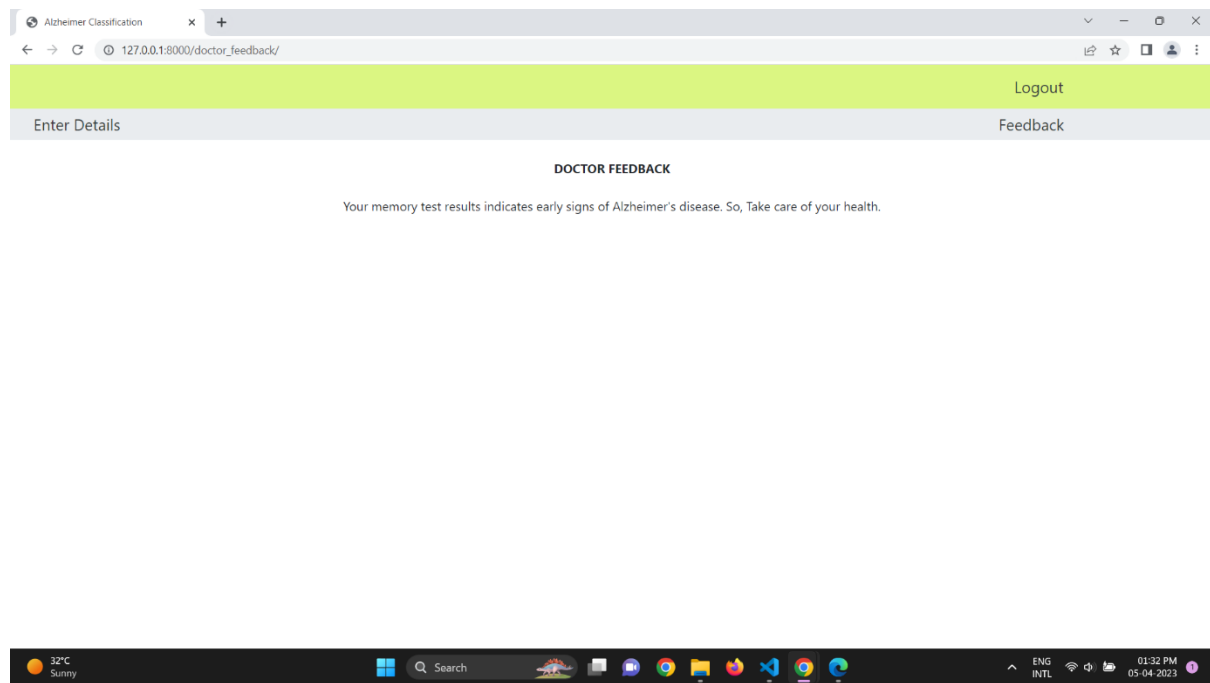 Alzheimer Classification
127.0.0.1:8000/doctor_feedback/
Logout
Enter Details
Feedback
DOCTOR FEEDBACK
Your memory test results indicates early signs of Alzheimer's disease. So, Take care of your health.
32°C
Sunny
Search
ENG
INTL
01:32 PM
05-04-2023
1